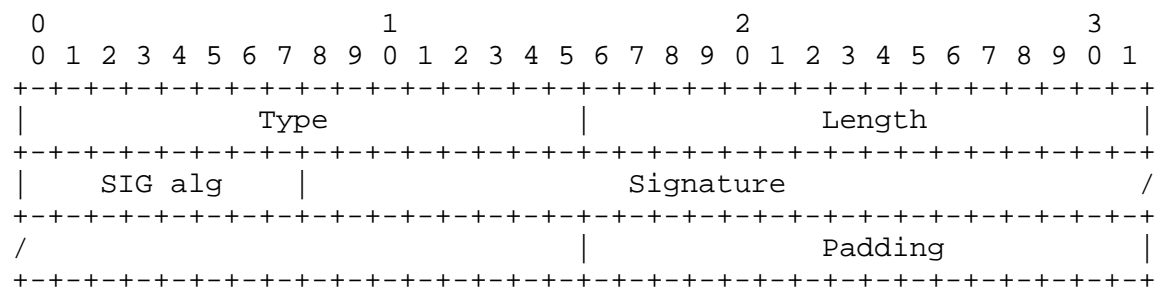 0                   1                   2                   3
 0 1 2 3 4 5 6 7 8 9 0 1 2 3 4 5 6 7 8 9 0 1 2 3 4 5 6 7 8 9 0 1
+-+-+-+-+-+-+-+-+-+-+-+-+-+-+-+-+-+-+-+-+-+-+-+-+-+-+-+-+-+-+-+-+
|             Type              |             Length            |
+-+-+-+-+-+-+-+-+-+-+-+-+-+-+-+-+-+-+-+-+-+-+-+-+-+-+-+-+-+-+-+-+
|    SIG alg    |                  Signature                    /
+-+-+-+-+-+-+-+-+-+-+-+-+-+-+-+-+-+-+-+-+-+-+-+-+-+-+-+-+-+-+-+-+
/                               |             Padding           |
+-+-+-+-+-+-+-+-+-+-+-+-+-+-+-+-+-+-+-+-+-+-+-+-+-+-+-+-+-+-+-+-+